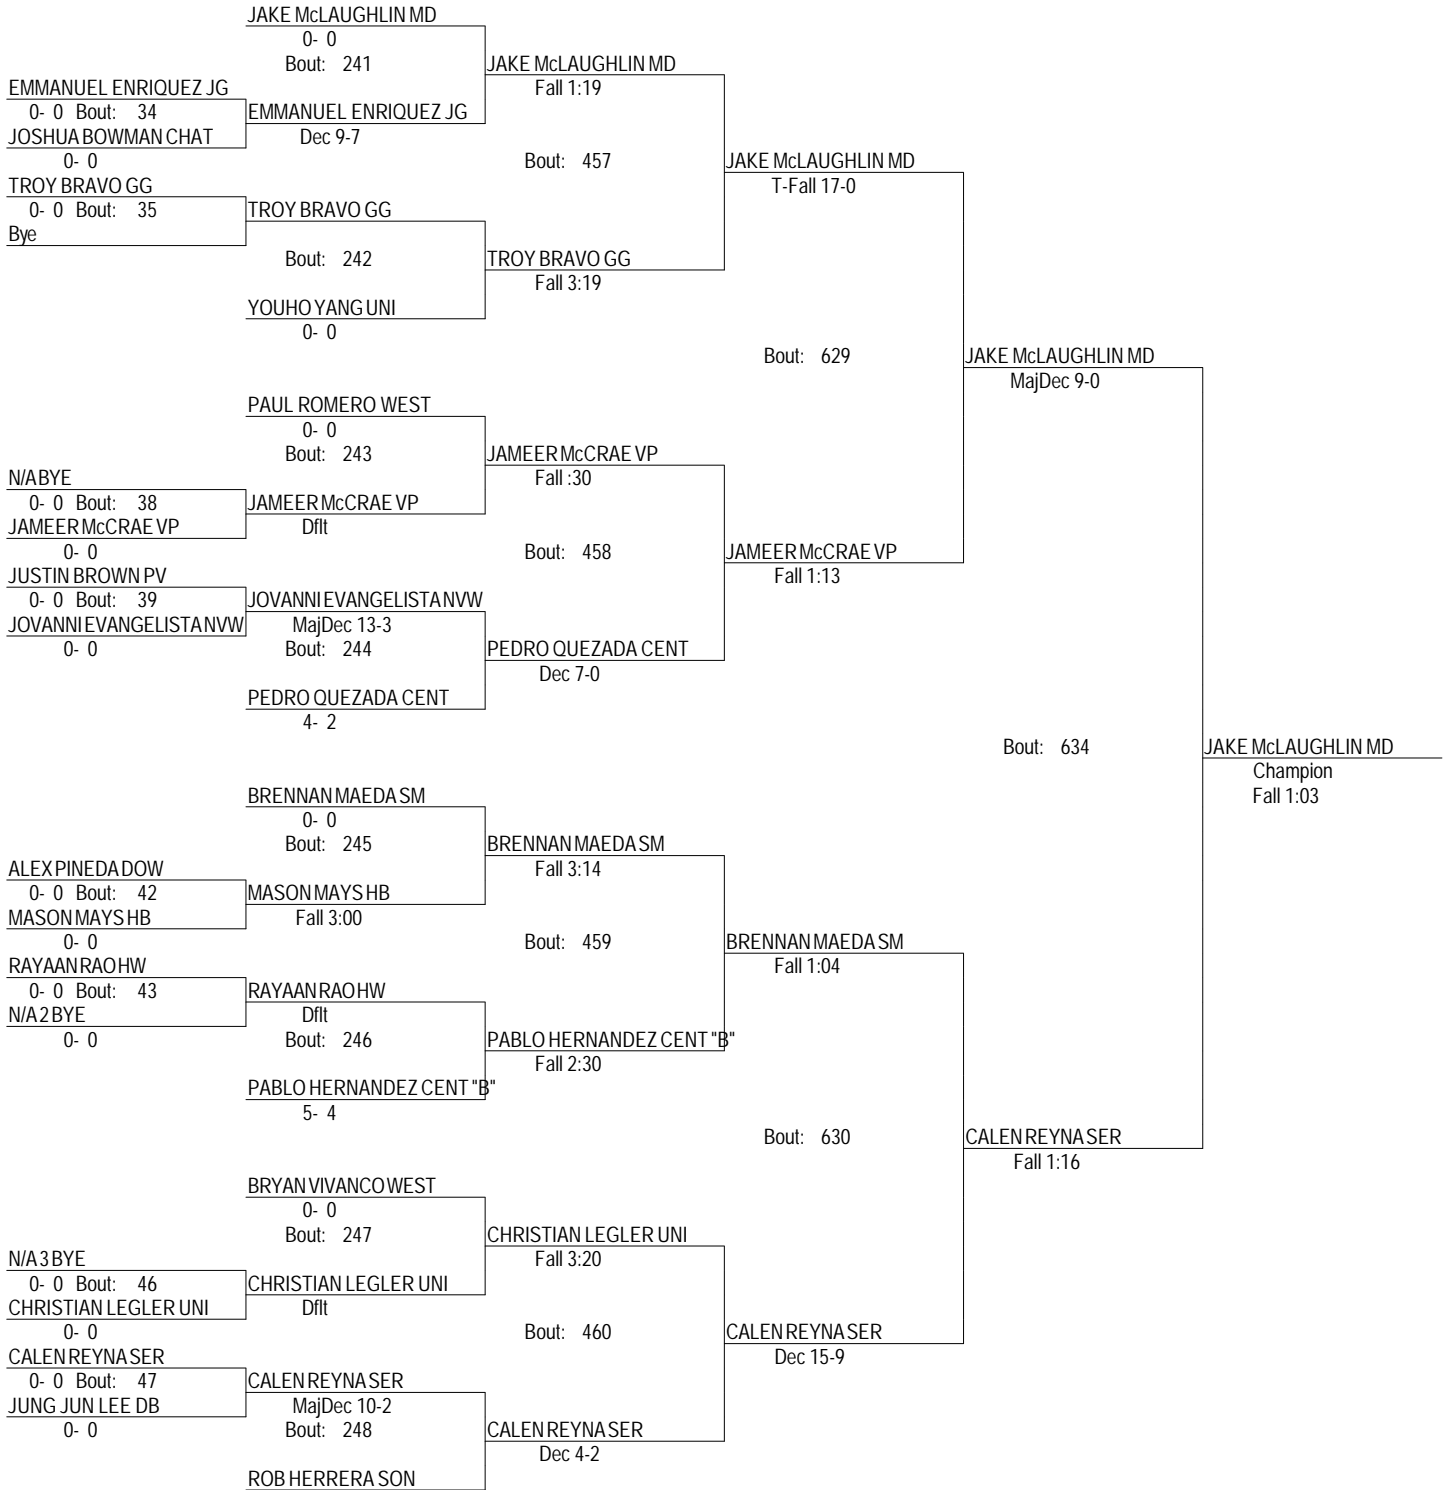 JAKE McLAUGHLIN MD
0- 0
Bout: 241 JAKE McLAUGHLIN MD
EMMANUEL ENRIQUEZ JG Fall 1:19
0- 0 Bout: 34 EMMANUEL ENRIQUEZ JG
JOSHUA BOWMAN CHAT Dec 9-7
0- 0 Bout: 457 JAKE McLAUGHLIN MD
TROY BRAVO GG T-Fall 17-0
0- 0 Bout: 35 TROY BRAVO GG
Bye
Bout: 242 TROY BRAVO GG
Fall 3:19
YOUHO YANG UNI
0- 0
Bout: 629 JAKE McLAUGHLIN MD
MajDec 9-0
PAUL ROMERO WEST
0- 0
Bout: 243 JAMEER McCRAE VP
N/A BYE Fall :30
0- 0 Bout: 38 JAMEER McCRAE VP
JAMEER McCRAE VP Dflt
0- 0 Bout: 458 JAMEER McCRAE VP
JUSTIN BROWN PV Fall 1:13
0- 0 Bout: 39 JOVANNI EVANGELISTA NVW
JOVANNI EVANGELISTA NVW MajDec 13-3
0- 0 Bout: 244 PEDRO QUEZADA CENT
Dec 7-0
PEDRO QUEZADA CENT
4- 2
Bout: 634 JAKE McLAUGHLIN MD
Champion
BRENNAN MAEDA SM Fall 1:03
0- 0
Bout: 245 BRENNAN MAEDA SM
ALEX PINEDA DOW Fall 3:14
0- 0 Bout: 42 MASON MAYS HB
MASON MAYS HB Fall 3:00
0- 0 Bout: 459 BRENNAN MAEDA SM
RAYAAN RAO HW Fall 1:04
0- 0 Bout: 43 RAYAAN RAO HW
N/A 2 BYE Dflt
0- 0 Bout: 246 PABLO HERNANDEZ CENT "B"
Fall 2:30
PABLO HERNANDEZ CENT "B"
5- 4
Bout: 630 CALEN REYNA SER
Fall 1:16
BRYAN VIVANCO WEST
0- 0
Bout: 247 CHRISTIAN LEGLER UNI
N/A 3 BYE Fall 3:20
0- 0 Bout: 46 CHRISTIAN LEGLER UNI
CHRISTIAN LEGLER UNI Dflt
0- 0 Bout: 460 CALEN REYNA SER
CALEN REYNA SER Dec 15-9
0- 0 Bout: 47 CALEN REYNA SER
JUNG JUN LEE DB MajDec 10-2
0- 0 Bout: 248 CALEN REYNA SER
Dec 4-2
ROB HERRERA SON